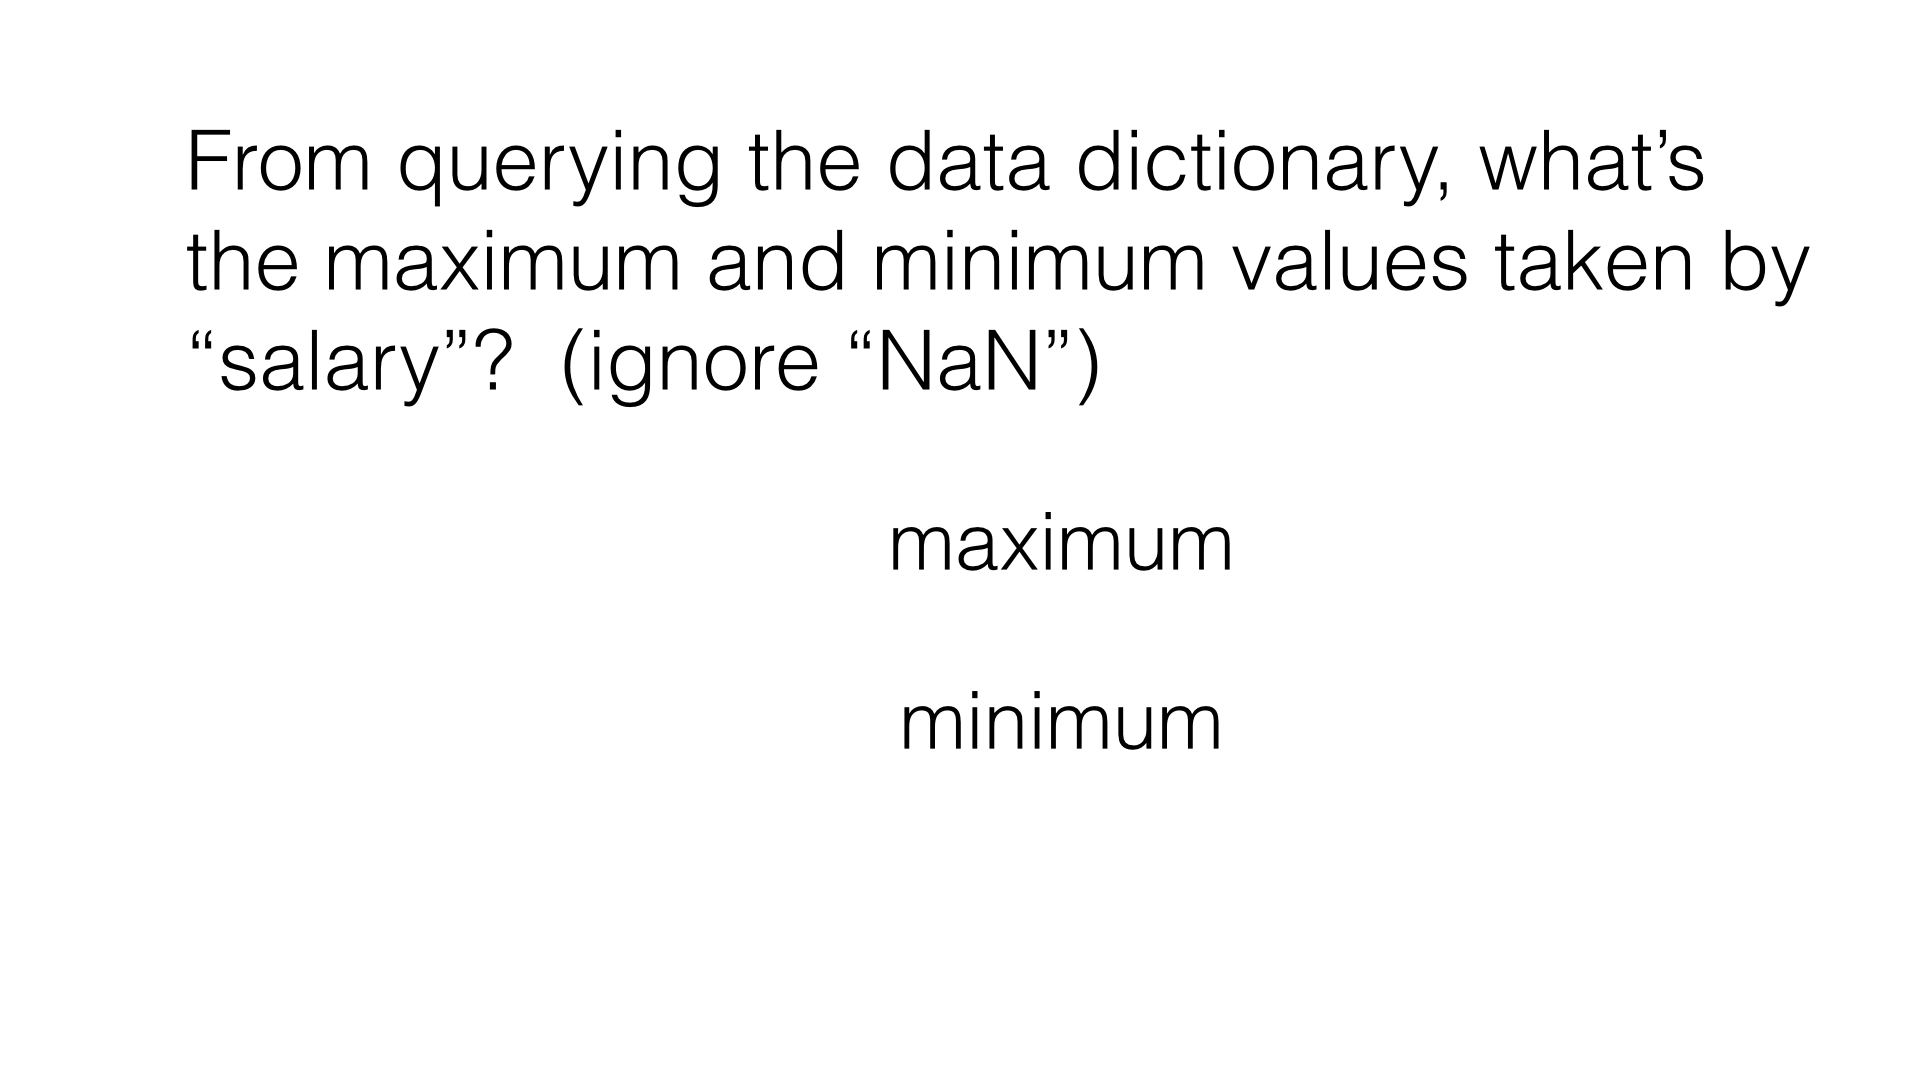 From querying the data dictionary, what’s
the maximum and minimum values taken by
“salary”?  (ignore “NaN”)
maximum
minimum